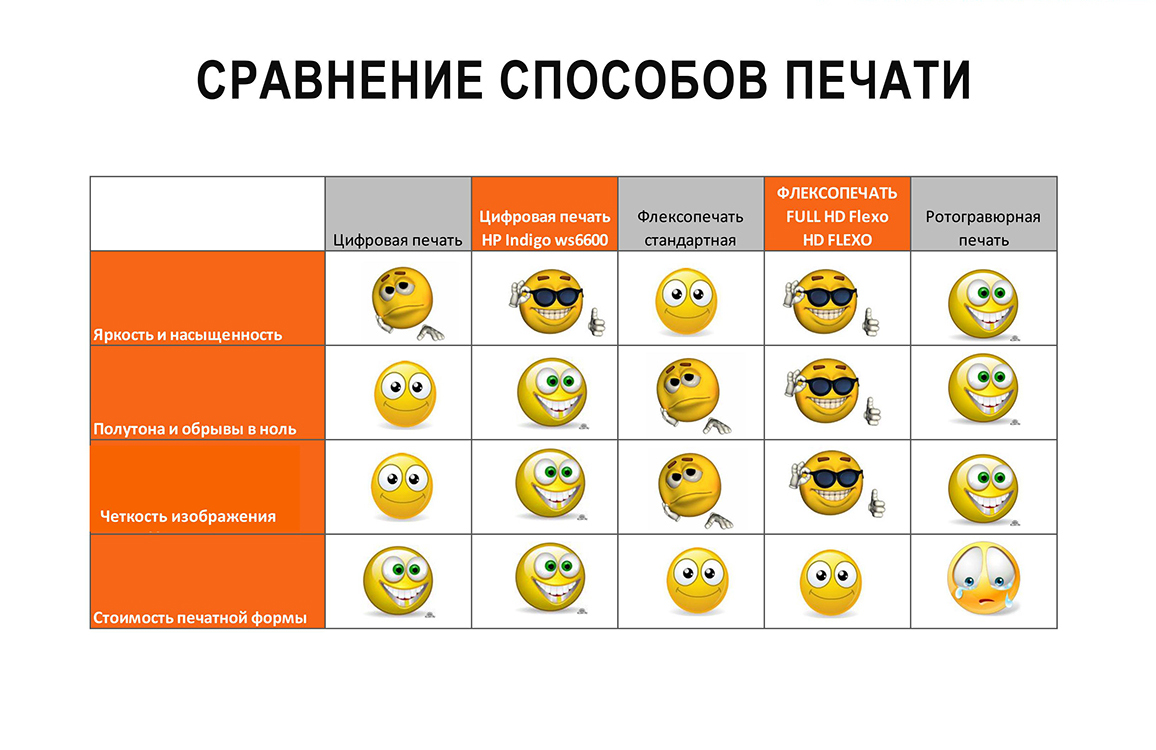 СРАВНЕНИЕ СПОСОБОВ ПЕЧАТИ
Цифровая печать
Цифровая печать
HP Indigo ws6600
Флексопечать
стандартная
ФЛЕКСОПЕЧАТЬ
FULL HD Flexo
HD FLEXO
Ротогравюрная
печать
Яркость и насыщенность
Полутона и обрывы в ноль
Четкость изображения
Стоимость печатной формы